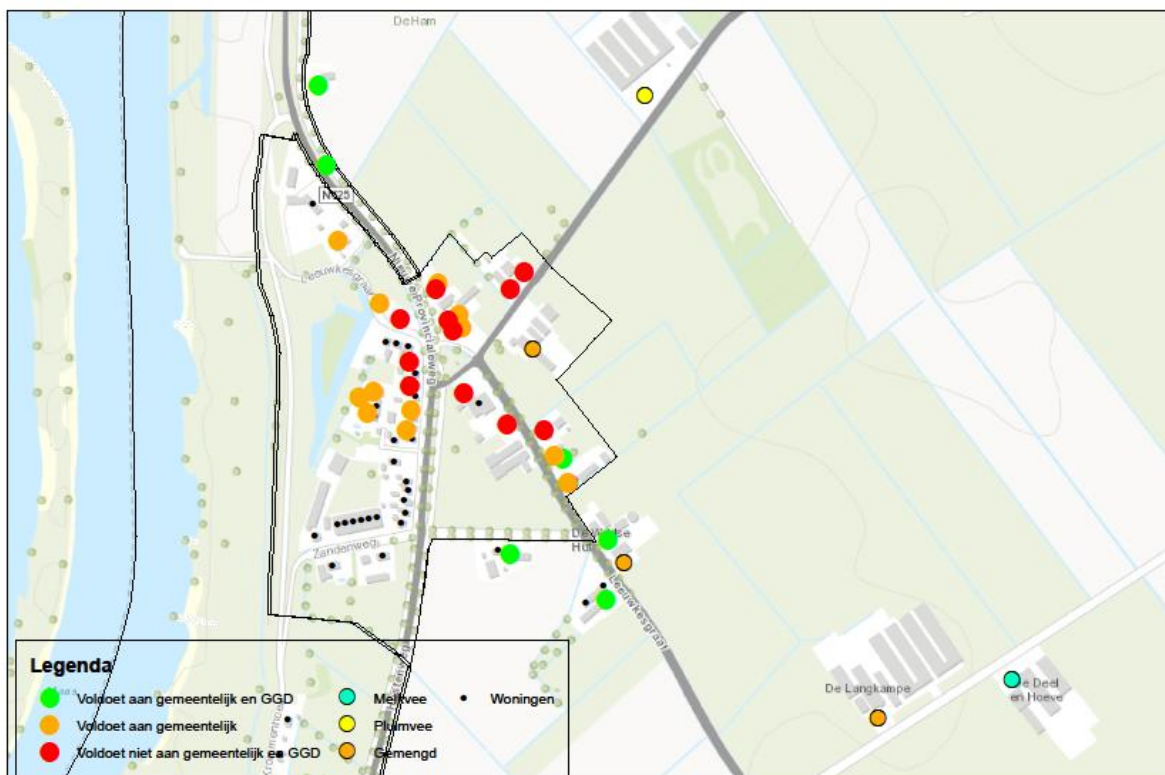 De Ham
N325
Leeuwkesgraaf
Provincialeweg
Zandenweg
Leeuwkesgraaf
De Langkampe
De Deel
en Hoeve
Legenda
Voldoet aan gemeentelijk en GGD
Voldoet aan gemeentelijk
Voldoet niet aan gemeentelijk en GGD
Melkvee
Pluimvee
Gemengd
Woningen